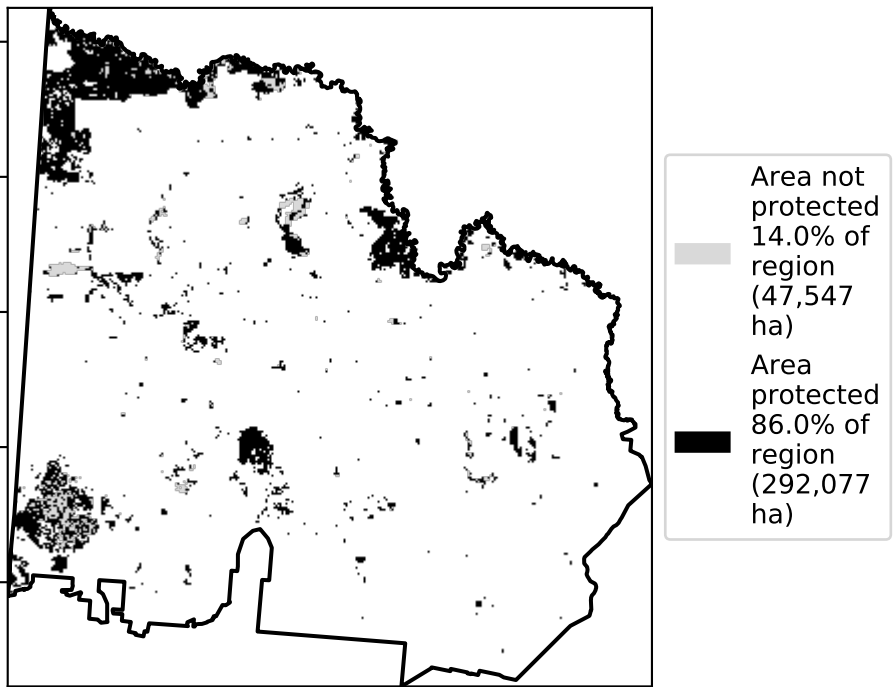 Area not
protected
14.0% of
region
(47,547
ha)
Area
protected
86.0% of
region
(292,077
ha)